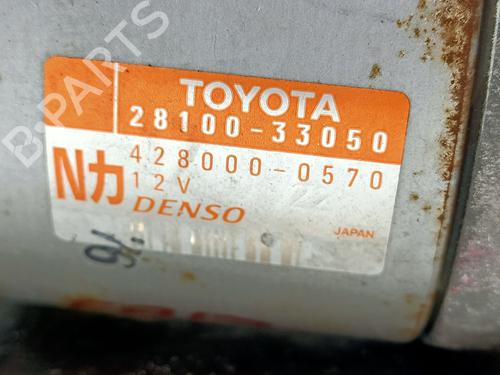 TOYOTA
28100-33050
428000-0570
Nカ
12V
DENSO
JAPAN
B-PARTS